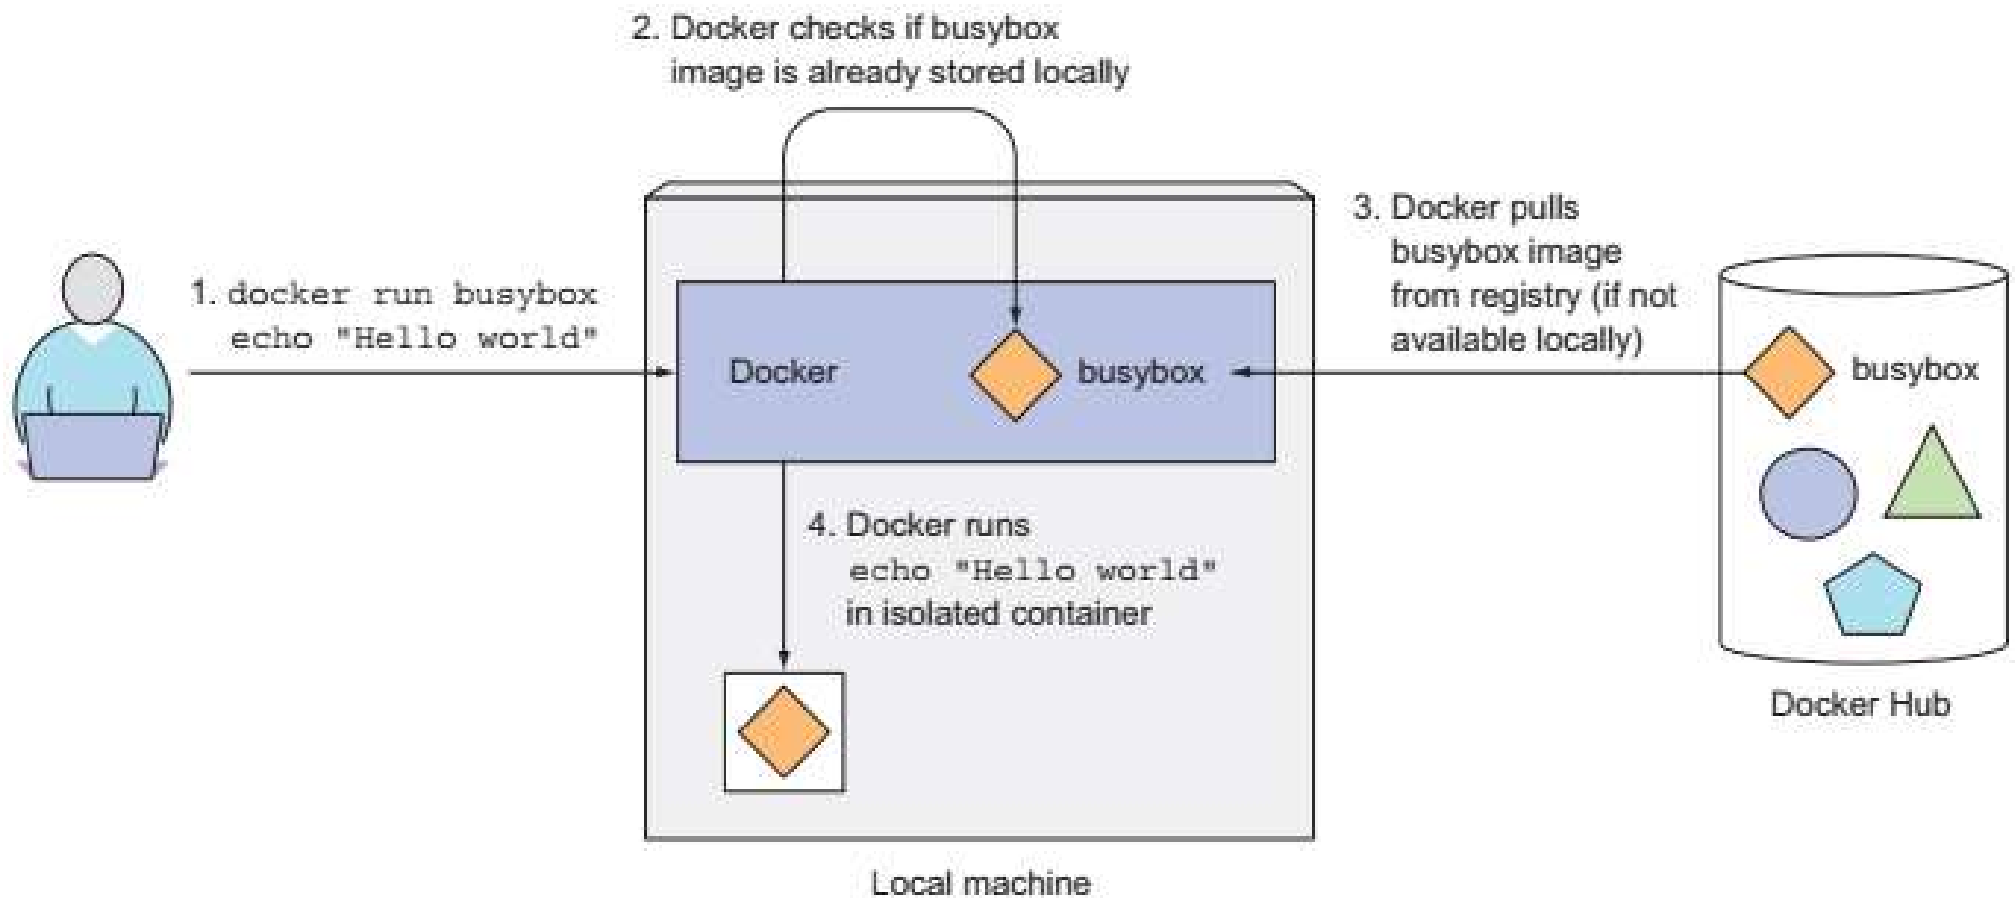 2. Docker checks if busybox
image is already stored locally
1. docker run busybox
echo "Hello world"
Docker
busybox
3. Docker pulls
busybox image
from registry (if not
available locally)
busybox
4. Docker runs
echo "Hello world"
in isolated container
Docker Hub
Local machine